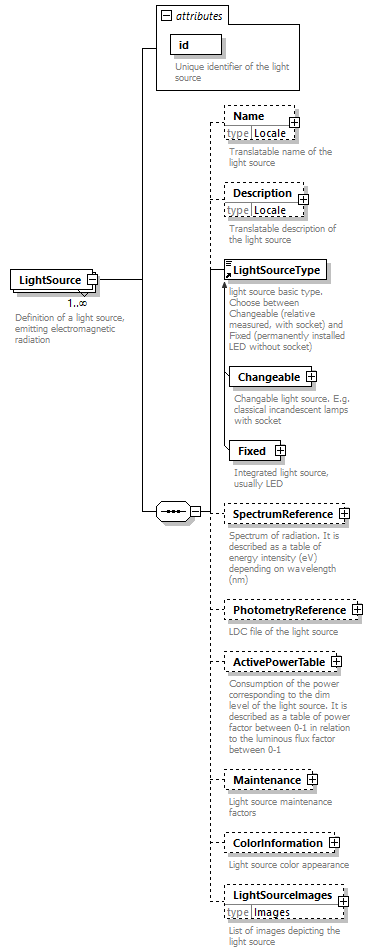 attributes
id
Unique identifier of the light
source
Name
type Locale
Translatable name of the
light source
Description
type Locale
Translatable description of
the light source
LightSource
1..∞
Definition of a light source,
emitting electromagnetic
radiation
LightSourceType
light source basic type.
Choose between
Changeable (relative
measured, with socket) and
Fixed (permanently installed
LED without socket)
Changeable
Changable light source. E.g.
classical incandescent lamps
with socket
Fixed
Integrated light source,
usually LED
SpectrumReference
Spectrum of radiation. It is
described as a table of
energy intensity (eV)
depending on wavelength
(nm)
PhotometryReference
LDC file of the light source
ActivePowerTable
Consumption of the power
corresponding to the dim
level of the light source. It is
described as a table of power
factor between 0-1 in relation
to the luminous flux factor
between 0-1
Maintenance
Light source maintenance
factors
ColorInformation
Light source color appearance
LightSourceImages
type Images
List of images depicting the
light source